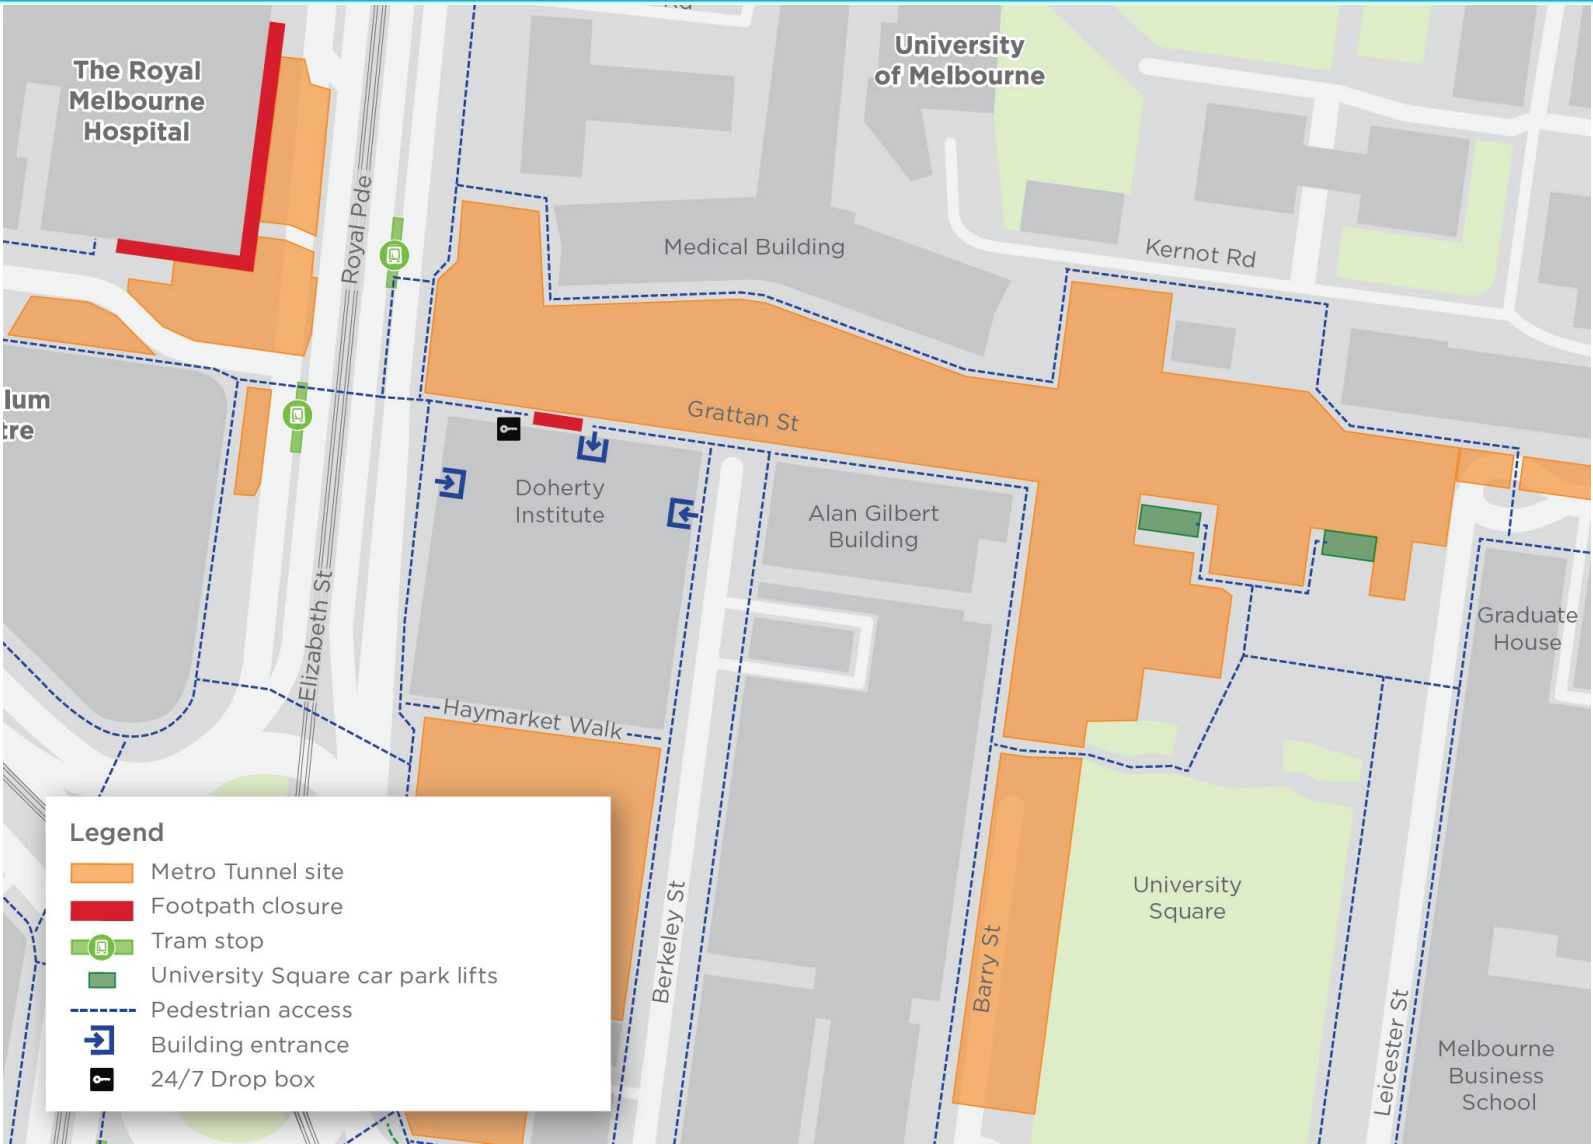 The Royal
Melbourne
Hospital
University
of Melbourne
Royal Pde
Medical Building
Kernot Rd
Grattan St
Doherty
Institute
Alan Gilbert
Building
Graduate
House
Elizabeth St
Haymarket Walk
Berkeley St
Barry St
University
Square
Leicester St
Melbourne
Business
School
Legend
Metro Tunnel site
Footpath closure
Tram stop
University Square car park lifts
Pedestrian access
Building entrance
24/7 Drop box